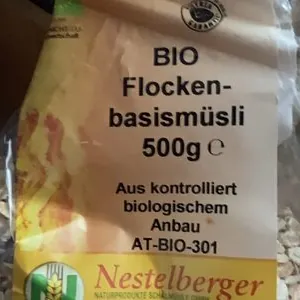 BIO
Flocken-
basismüsli
500g ℮
Aus kontrolliert
biologischem
Anbau
AT-BIO-301
Nestelberger